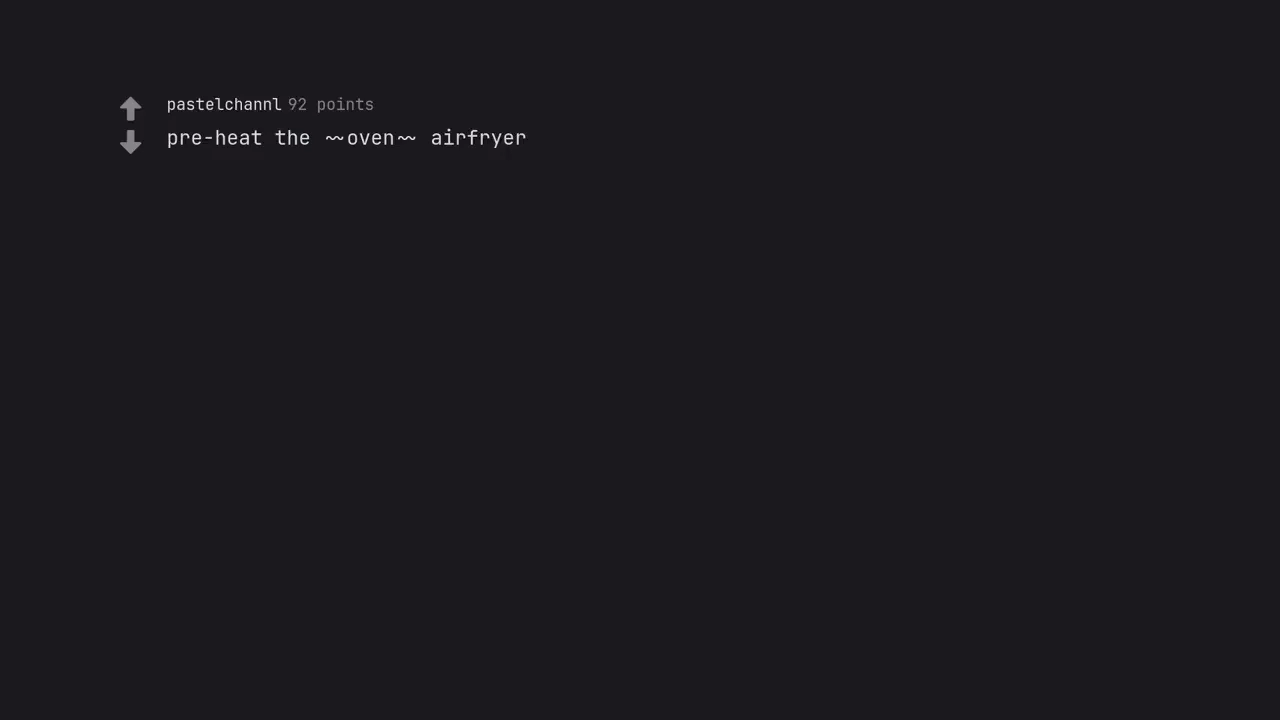 pastelchannl 92 points
pre-heat the ~~oven~~ airfryer